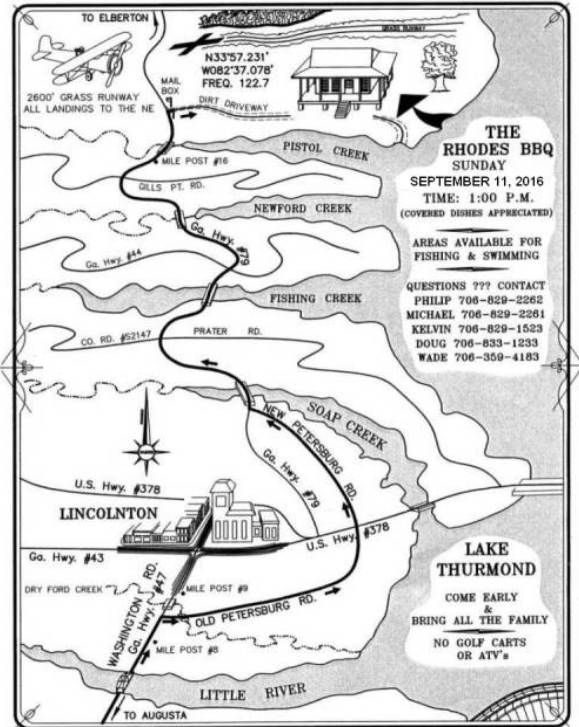 TO ELBERTON
GRASS RUNWAY
N33°57.231'
W082°37.078'
FREQ. 122.7
MAIL
BOX
DIRT DRIVEWAY
2600' GRASS RUNWAY
ALL LANDINGS TO THE NE
PISTOL CREEK
MILE POST #16
GILLS PT. RD.
NEWFORD CREEK
Ga. Hwy. #79
Ga. Hwy #44
FISHING CREEK
CO. RD. #S2147
PRATER RD.
THE
RHODES BBQ
SUNDAY
SEPTEMBER 11, 2016
TIME: 1:00 P.M.
(COVERED DISHES APPRECIATED)
AREAS AVAILABLE FOR
FISHING & SWIMMING
QUESTIONS ??? CONTACT
PHILIP 706-829-2262
MICHAEL 706-829-2261
KELVIN 706-829-1523
DOUG 706-833-1233
WADE 706-359-4183
SOAP CREEK
NEW PETERSBURG RD.
Ga. Hwy. #79
U.S. Hwy. #378
LINCOLNTON
U.S. Hwy. #378
Ga. Hwy. #43
DRY FORD CREEK
MILE POST #9
WASHINGTON RD.
Ga. Hwy. #47
OLD PETERSBURG RD.
MILE POST #8
LITTLE RIVER
TO AUGUSTA
LAKE
THURMOND
COME EARLY
&
BRING ALL THE FAMILY
NO GOLF CARTS
OR ATV's